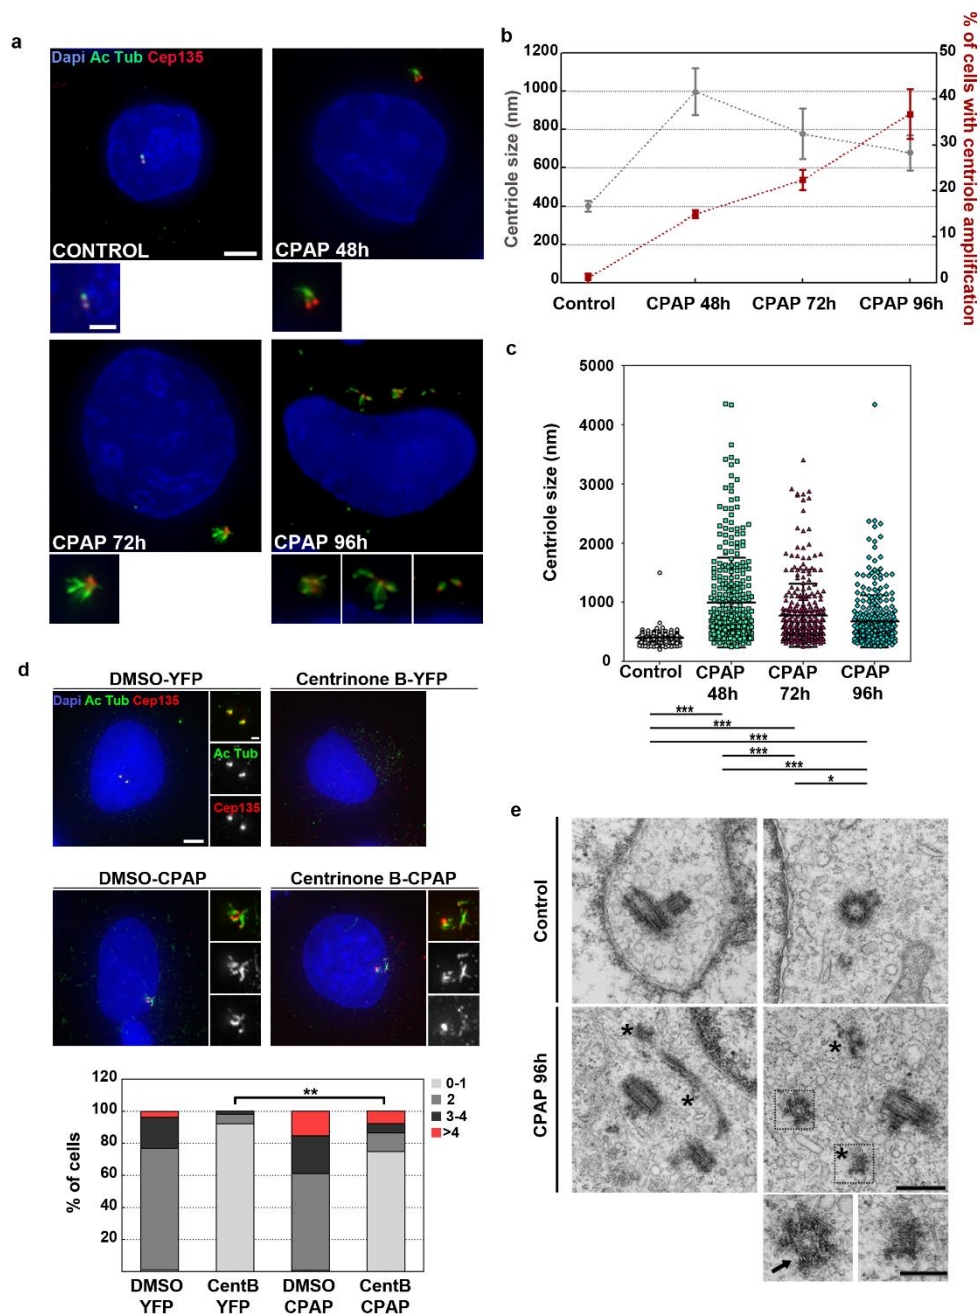 a
Dapi Ac Tub Cep135
CONTROL
CPAP 48h
CPAP 72h
CPAP 96h
b
Centriole size (nm)
1200
1000
800
600
400
200
0
50
40
30
20
10
0
% of cells with centriole amplification
Control CPAP 48h CPAP 72h CPAP 96h
c
Centriole size (nm)
5000
4000
3000
2000
1000
0
Control CPAP 48h CPAP 72h CPAP 96h
***
***
***
***
***
*
d
DMSO-YFP
Dapi Ac Tub Cep135
Ac Tub
Cep135
Centrinone B-YFP
DMSO-CPAP
Centrinone B-CPAP
% of cells
120
100
80
60
40
20
**
0-1
2
3-4
>4
DMSO YFP
CentB YFP
DMSO CPAP
CentB CPAP
e
Control
CPAP 96h
*
*
*
*